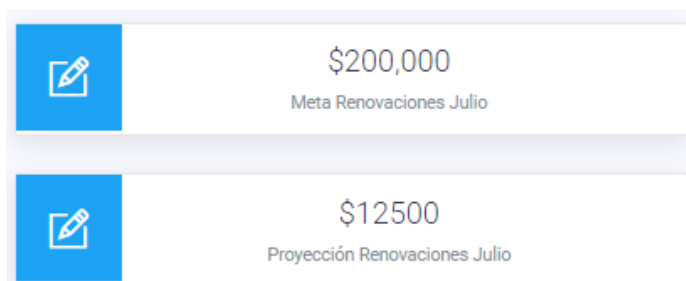 $200,000
Meta Renovaciones Julio
$12500
Proyección Renovaciones Julio